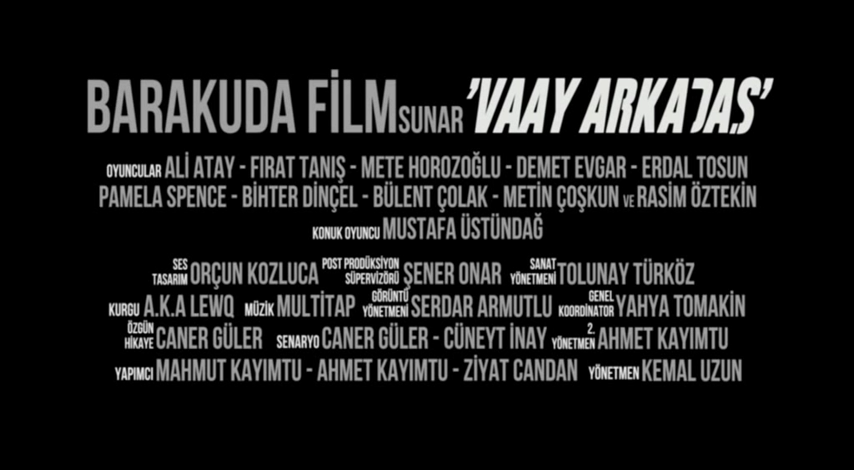 BARAKUDA FİLM SUNAR 'VAAY ARKADAŞ'
OYUNCULAR ALİ ATAY - FIRAT TANIŞ - METE HOROZOĞLU - DEMET EVGAR - ERDAL TOSUN
PAMELA SPENCE - BİHTER DİNÇEL - BÜLENT ÇOLAK - METİN ÇOŞKUN VE RASİM ÖZTEKİN
KONUK OYUNCU MUSTAFA ÜSTÜNDAĞ
SES TASARIM ORÇUN KOZLUCA POST PRODÜKSİYON SÜPERVİZÖRÜ ŞENER ONAR SANAT YÖNETMENİ TOLUNAY TÜRKÖZ
KURGU A.K.A LEWQ MÜZİK MULTİTAP GÖRÜNTÜ YÖNETMENİ SERDAR ARMUTLU GENEL KOORDİNATOR YAHYA TOMAKİN
ÖZGÜN HİKAYE CANER GÜLER SENARYO CANER GÜLER - CÜNEYT İNAY 2. YÖNETMEN AHMET KAYIMTU
YAPIMCI MAHMUT KAYIMTU - AHMET KAYIMTU - ZİYAT CANDAN YÖNETMEN KEMAL UZUN